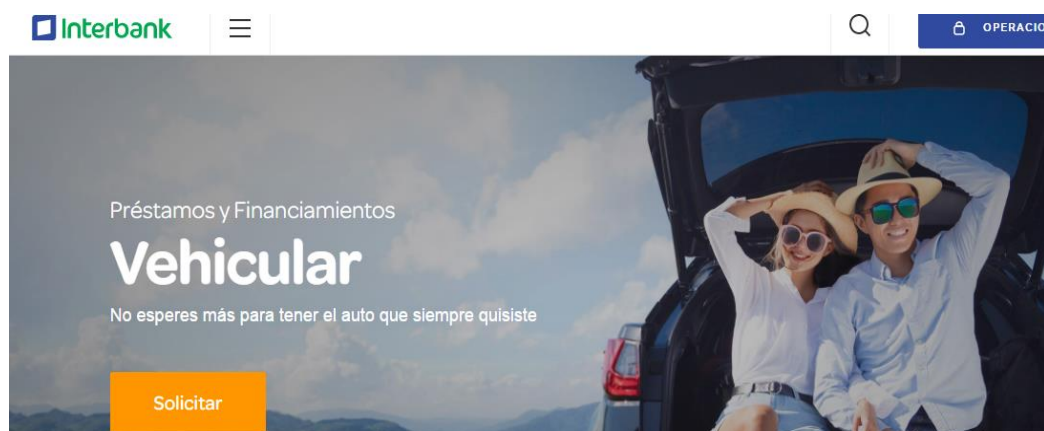 Interbank
OPERACIO
Préstamos y Financiamientos
Vehicular
No esperes más para tener el auto que siempre quisiste
Solicitar